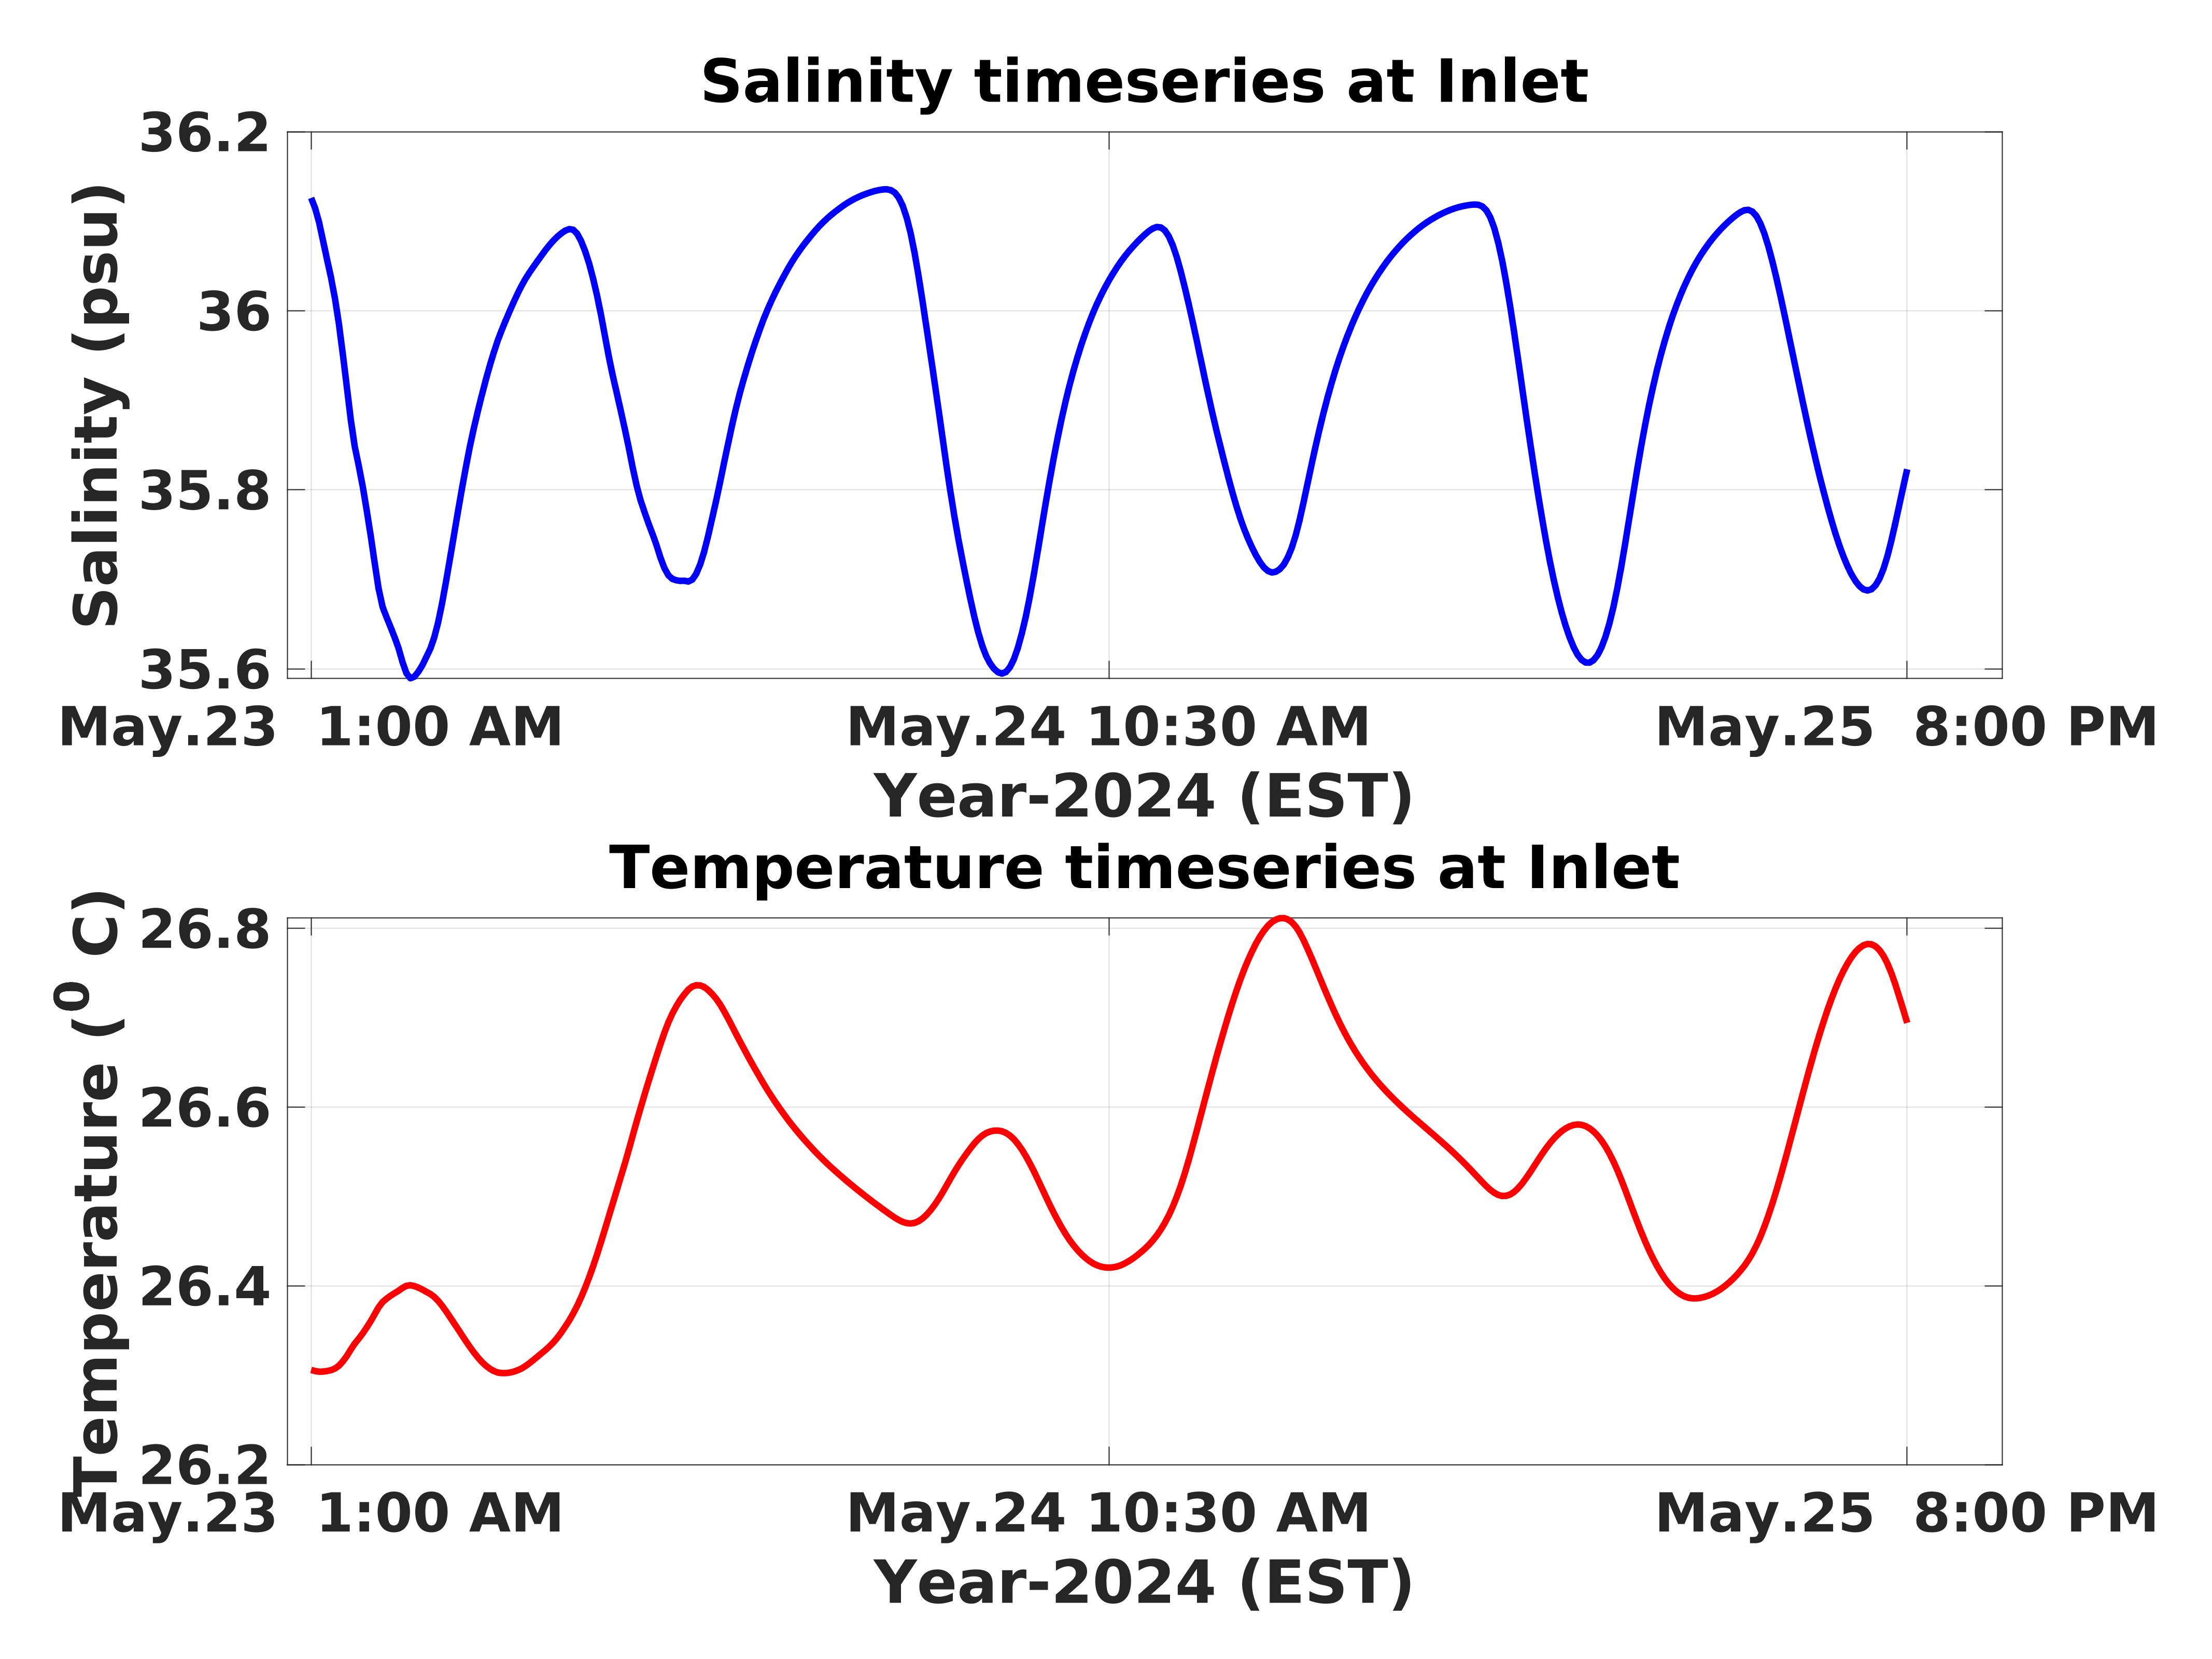 Salinity timeseries at Inlet
Salinity (psu)
36.2
36
35.8
35.6
May.23  1:00 AM
May.24 10:30 AM
May.25  8:00 PM
Year-2024 (EST)
Temperature timeseries at Inlet
Temperature (⁰ C)
26.8
26.6
26.4
26.2
May.23  1:00 AM
May.24 10:30 AM
May.25  8:00 PM
Year-2024 (EST)